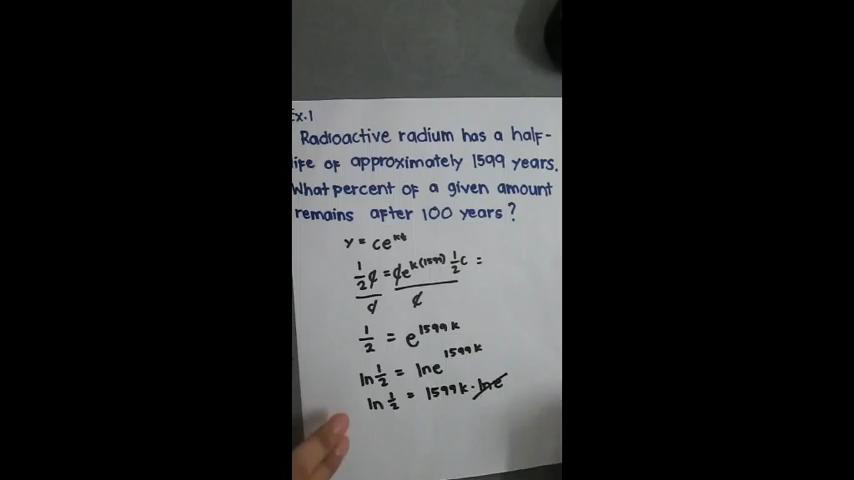 Ex.1
Radioactive radium has a half-
life of approximately 1599 years.
What percent of a given amount
remains after 100 years?
y = ce^kt
1/2 c = ce^k(1599) 1/2 c =
c c
1/2 = e^1599k
ln 1/2 = ln e^1599k
ln 1/2 = 1599k · ln e